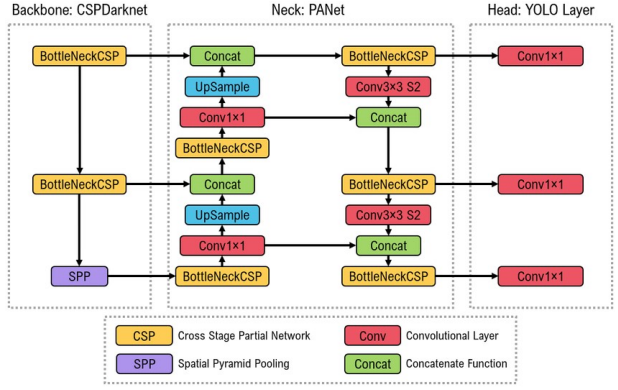 Backbone: CSPDarknet Neck: PANet Head: YOLO Layer
BottleNeckCSP Concat BottleNeckCSP Conv1×1
UpSample Conv3×3 S2
Conv1×1 Concat
BottleNeckCSP
BottleNeckCSP Concat BottleNeckCSP Conv1×1
UpSample Conv3×3 S2
Conv1×1 Concat
SPP BottleNeckCSP BottleNeckCSP Conv1×1
CSP Cross Stage Partial Network Conv Convolutional Layer
SPP Spatial Pyramid Pooling Concat Concatenate Function